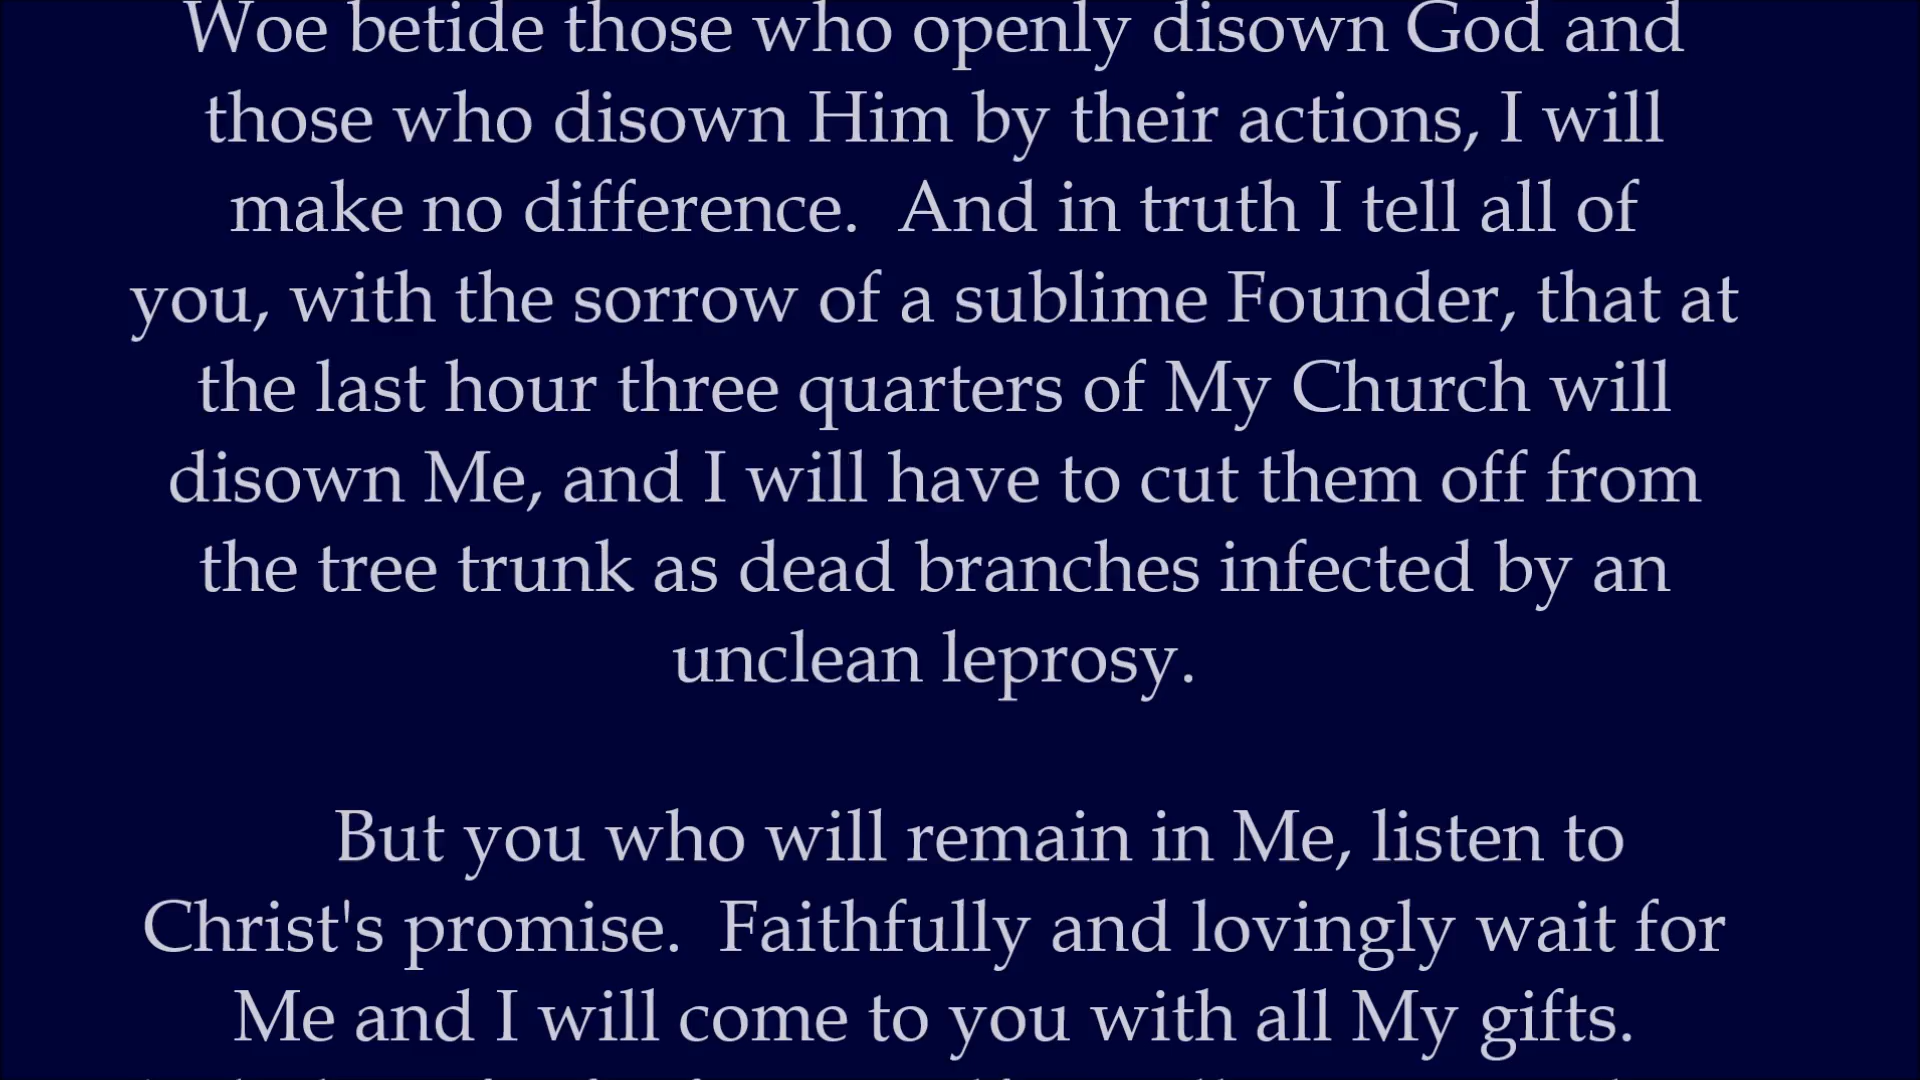 Woe betide those who openly disown God and
those who disown Him by their actions, I will
make no difference.  And in truth I tell all of
you, with the sorrow of a sublime Founder, that at
the last hour three quarters of My Church will
disown Me, and I will have to cut them off from
the tree trunk as dead branches infected by an
unclean leprosy.
But you who will remain in Me, listen to
Christ's promise.  Faithfully and lovingly wait for
Me and I will come to you with all My gifts.